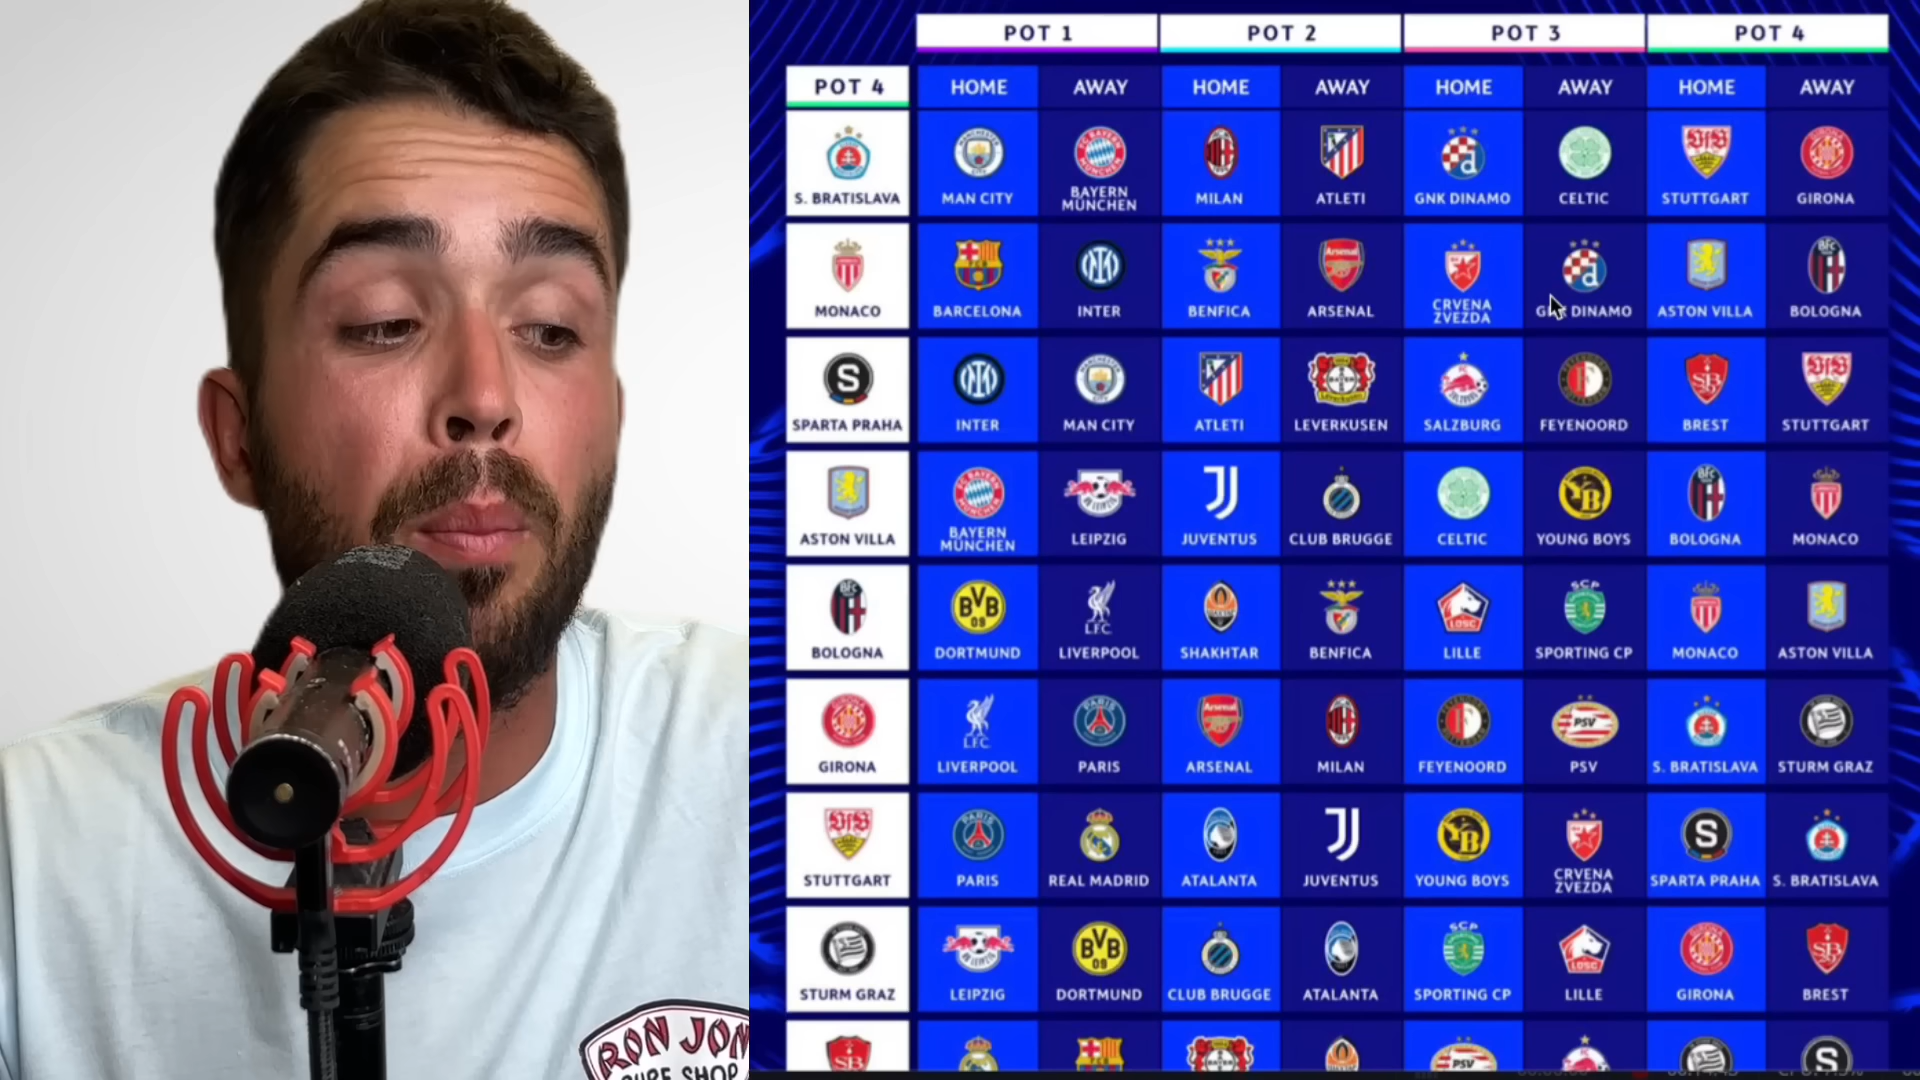 POT 1 POT 2 POT 3 POT 4
POT 4 HOME AWAY HOME AWAY HOME AWAY HOME AWAY
S. BRATISLAVA MAN CITY BAYERN MÜNCHEN MILAN ATLETI GNK DINAMO CELTIC STUTTGART GIRONA
MONACO BARCELONA INTER BENFICA ARSENAL CRVENA ZVEZDA GNK DINAMO ASTON VILLA BOLOGNA
SPARTA PRAHA INTER MAN CITY ATLETI LEVERKUSEN SALZBURG FEYENOORD BREST STUTTGART
ASTON VILLA BAYERN MÜNCHEN LEIPZIG JUVENTUS CLUB BRUGGE CELTIC YOUNG BOYS BOLOGNA MONACO
BOLOGNA DORTMUND LIVERPOOL SHAKHTAR BENFICA LILLE SPORTING CP MONACO ASTON VILLA
GIRONA LIVERPOOL PARIS ARSENAL MILAN FEYENOORD PSV S. BRATISLAVA STURM GRAZ
STUTTGART PARIS REAL MADRID ATALANTA JUVENTUS YOUNG BOYS CRVENA ZVEZDA SPARTA PRAHA S. BRATISLAVA
STURM GRAZ LEIPZIG DORTMUND CLUB BRUGGE ATALANTA SPORTING CP LILLE GIRONA BREST
RON JON
SURF SHOP